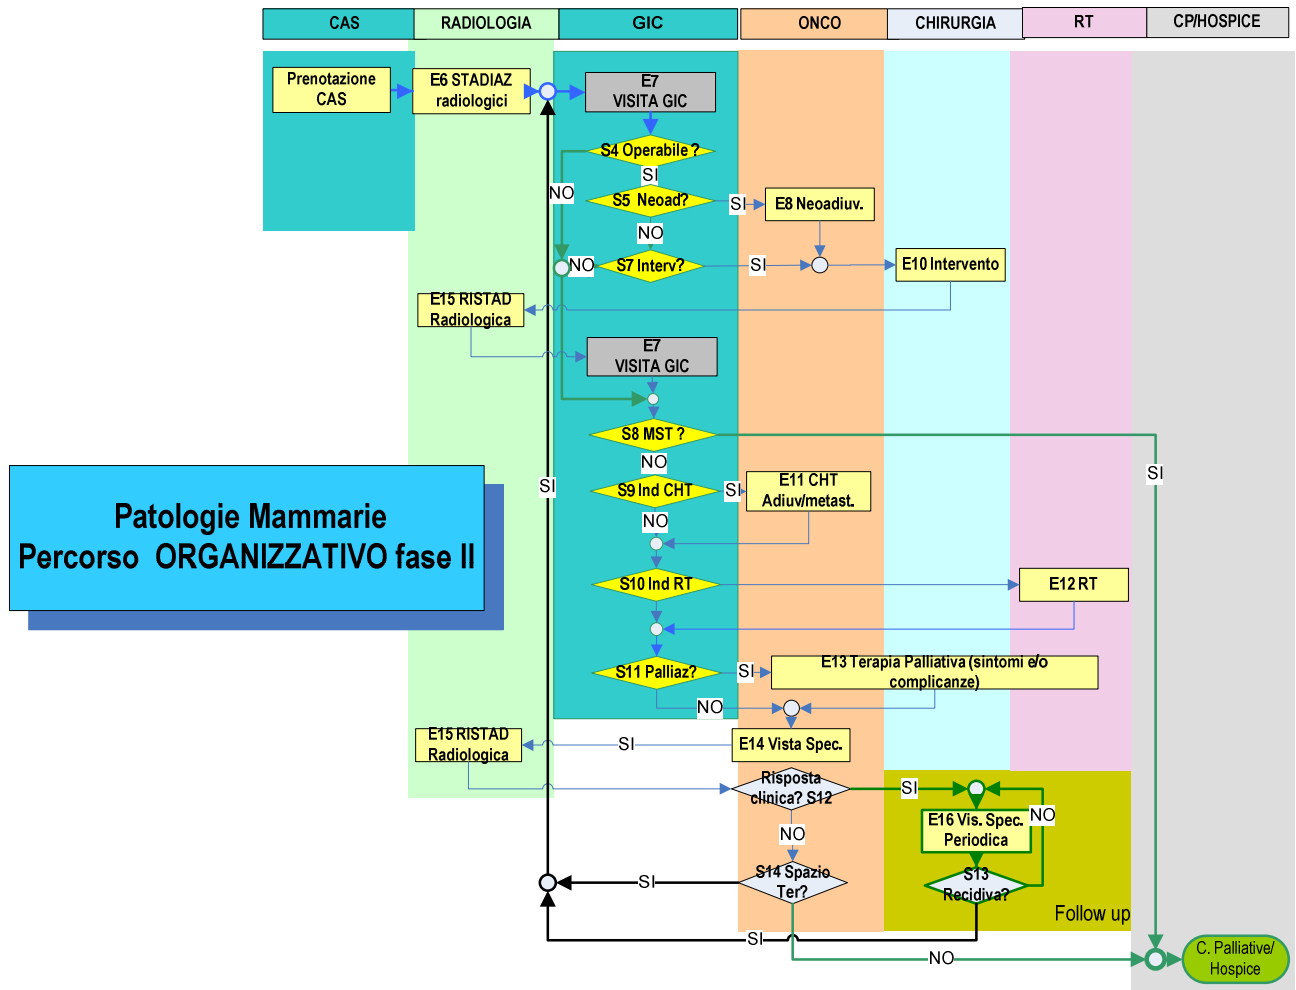 CAS
RADIOLOGIA
GIC
ONCO
CHIRURGIA
RT
CP/HOSPICE
Prenotazione
CAS
E6 STADIAZ
radiologici
E7
VISITA GIC
S4 Operabile ?
SI
NO
S5 Neoad?
SI
E8 Neoadiuv.
NO
NO
S7 Interv?
SI
E10 Intervento
E15 RISTAD
Radiologica
E7
VISITA GIC
S8 MST ?
NO
SI
SI
S9 Ind CHT
SI
E11 CHT
Adiuv/metast.
NO
Patologie Mammarie
Percorso ORGANIZZATIVO fase II
S10 Ind RT
E12 RT
S11 Palliaz?
SI
E13 Terapia Palliativa (sintomi e/o
complicanze)
NO
E15 RISTAD
Radiologica
SI
E14 Vista Spec.
Risposta
clinica? S12
SI
NO
E16 Vis. Spec.
Periodica
NO
S14 Spazio
Ter?
SI
S13
Recidiva?
Follow up
SI
NO
C. Palliative/
Hospice